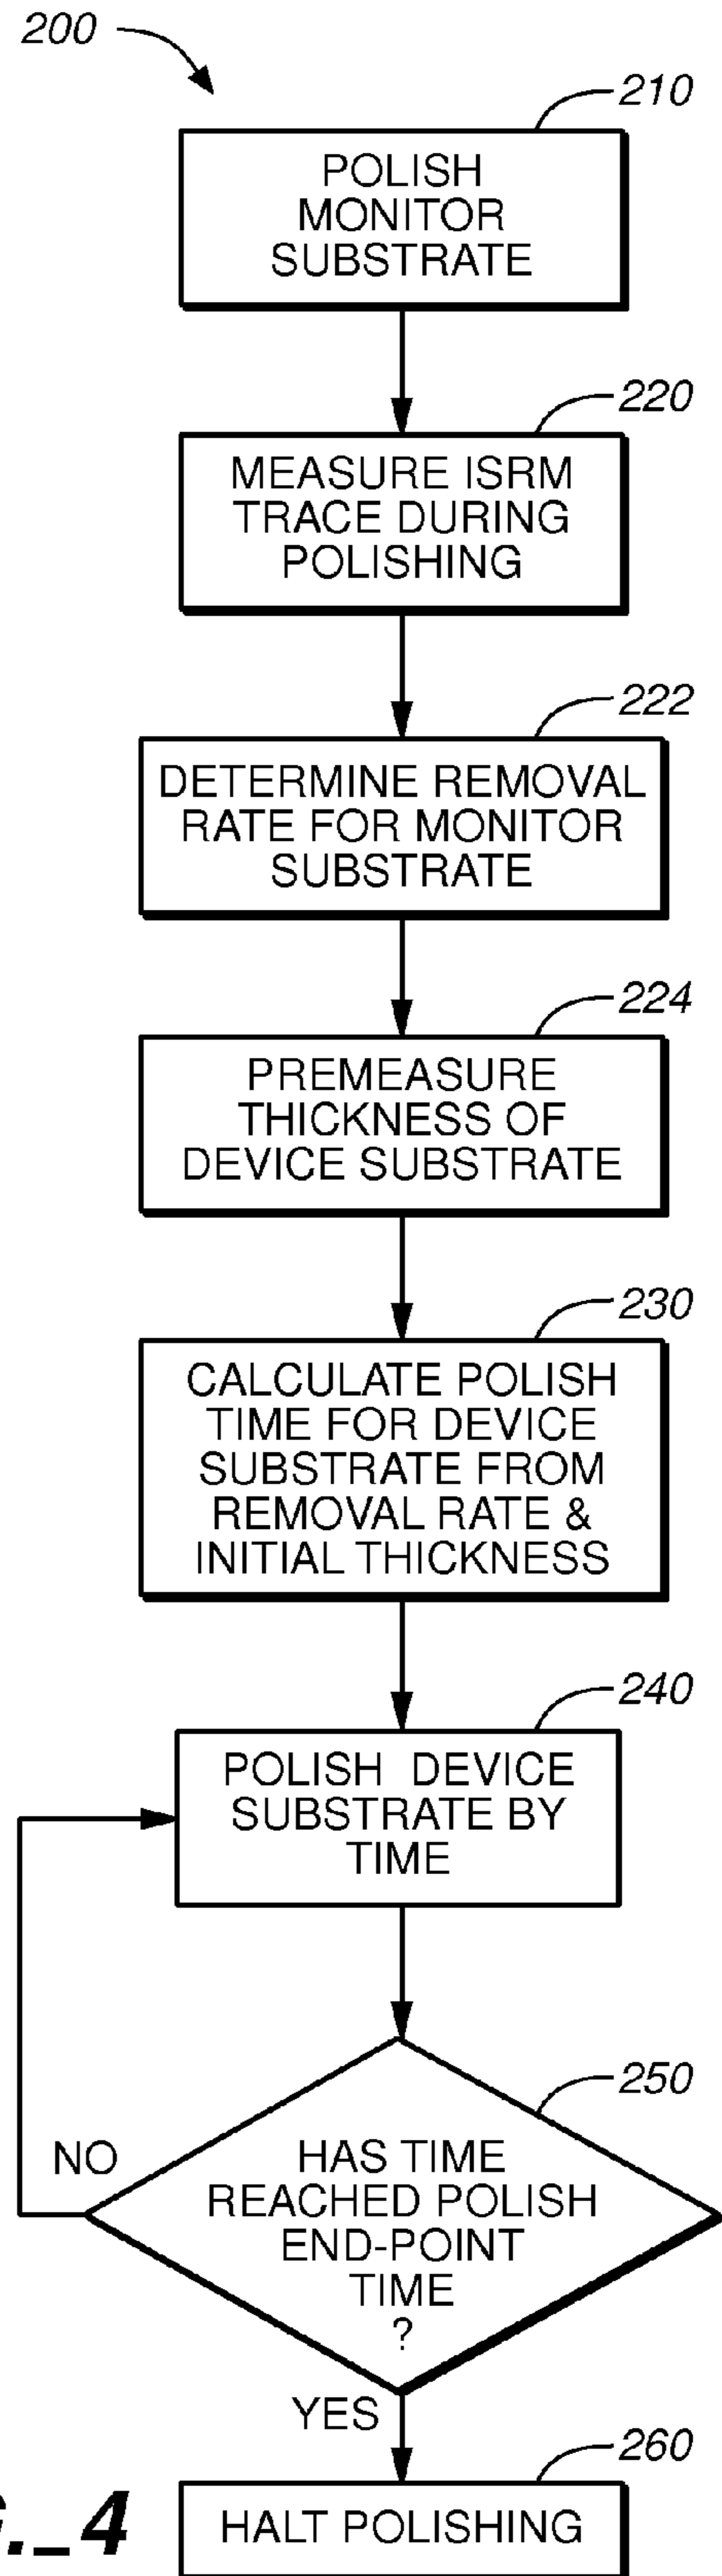 200
210
POLISH
MONITOR
SUBSTRATE
220
MEASURE ISRM
TRACE DURING
POLISHING
222
DETERMINE REMOVAL
RATE FOR MONITOR
SUBSTRATE
224
PREMEASURE
THICKNESS OF
DEVICE SUBSTRATE
230
CALCULATE POLISH
TIME FOR DEVICE
SUBSTRATE FROM
REMOVAL RATE &
INITIAL THICKNESS
240
POLISH DEVICE
SUBSTRATE BY
TIME
250
NO
HAS TIME
REACHED POLISH
END-POINT
TIME
?
YES
260
HALT POLISHING
G._4